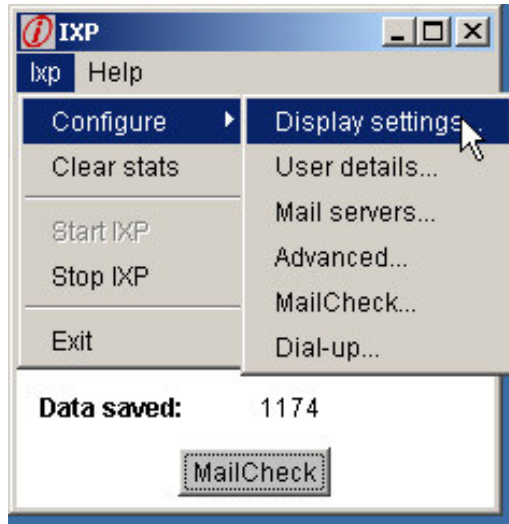 IXP
Ixp Help
Configure
Clear stats
Start IXP
Stop IXP
Exit
Display settings...
User details...
Mail servers...
Advanced...
MailCheck...
Dial-up...
Data saved: 1174
MailCheck